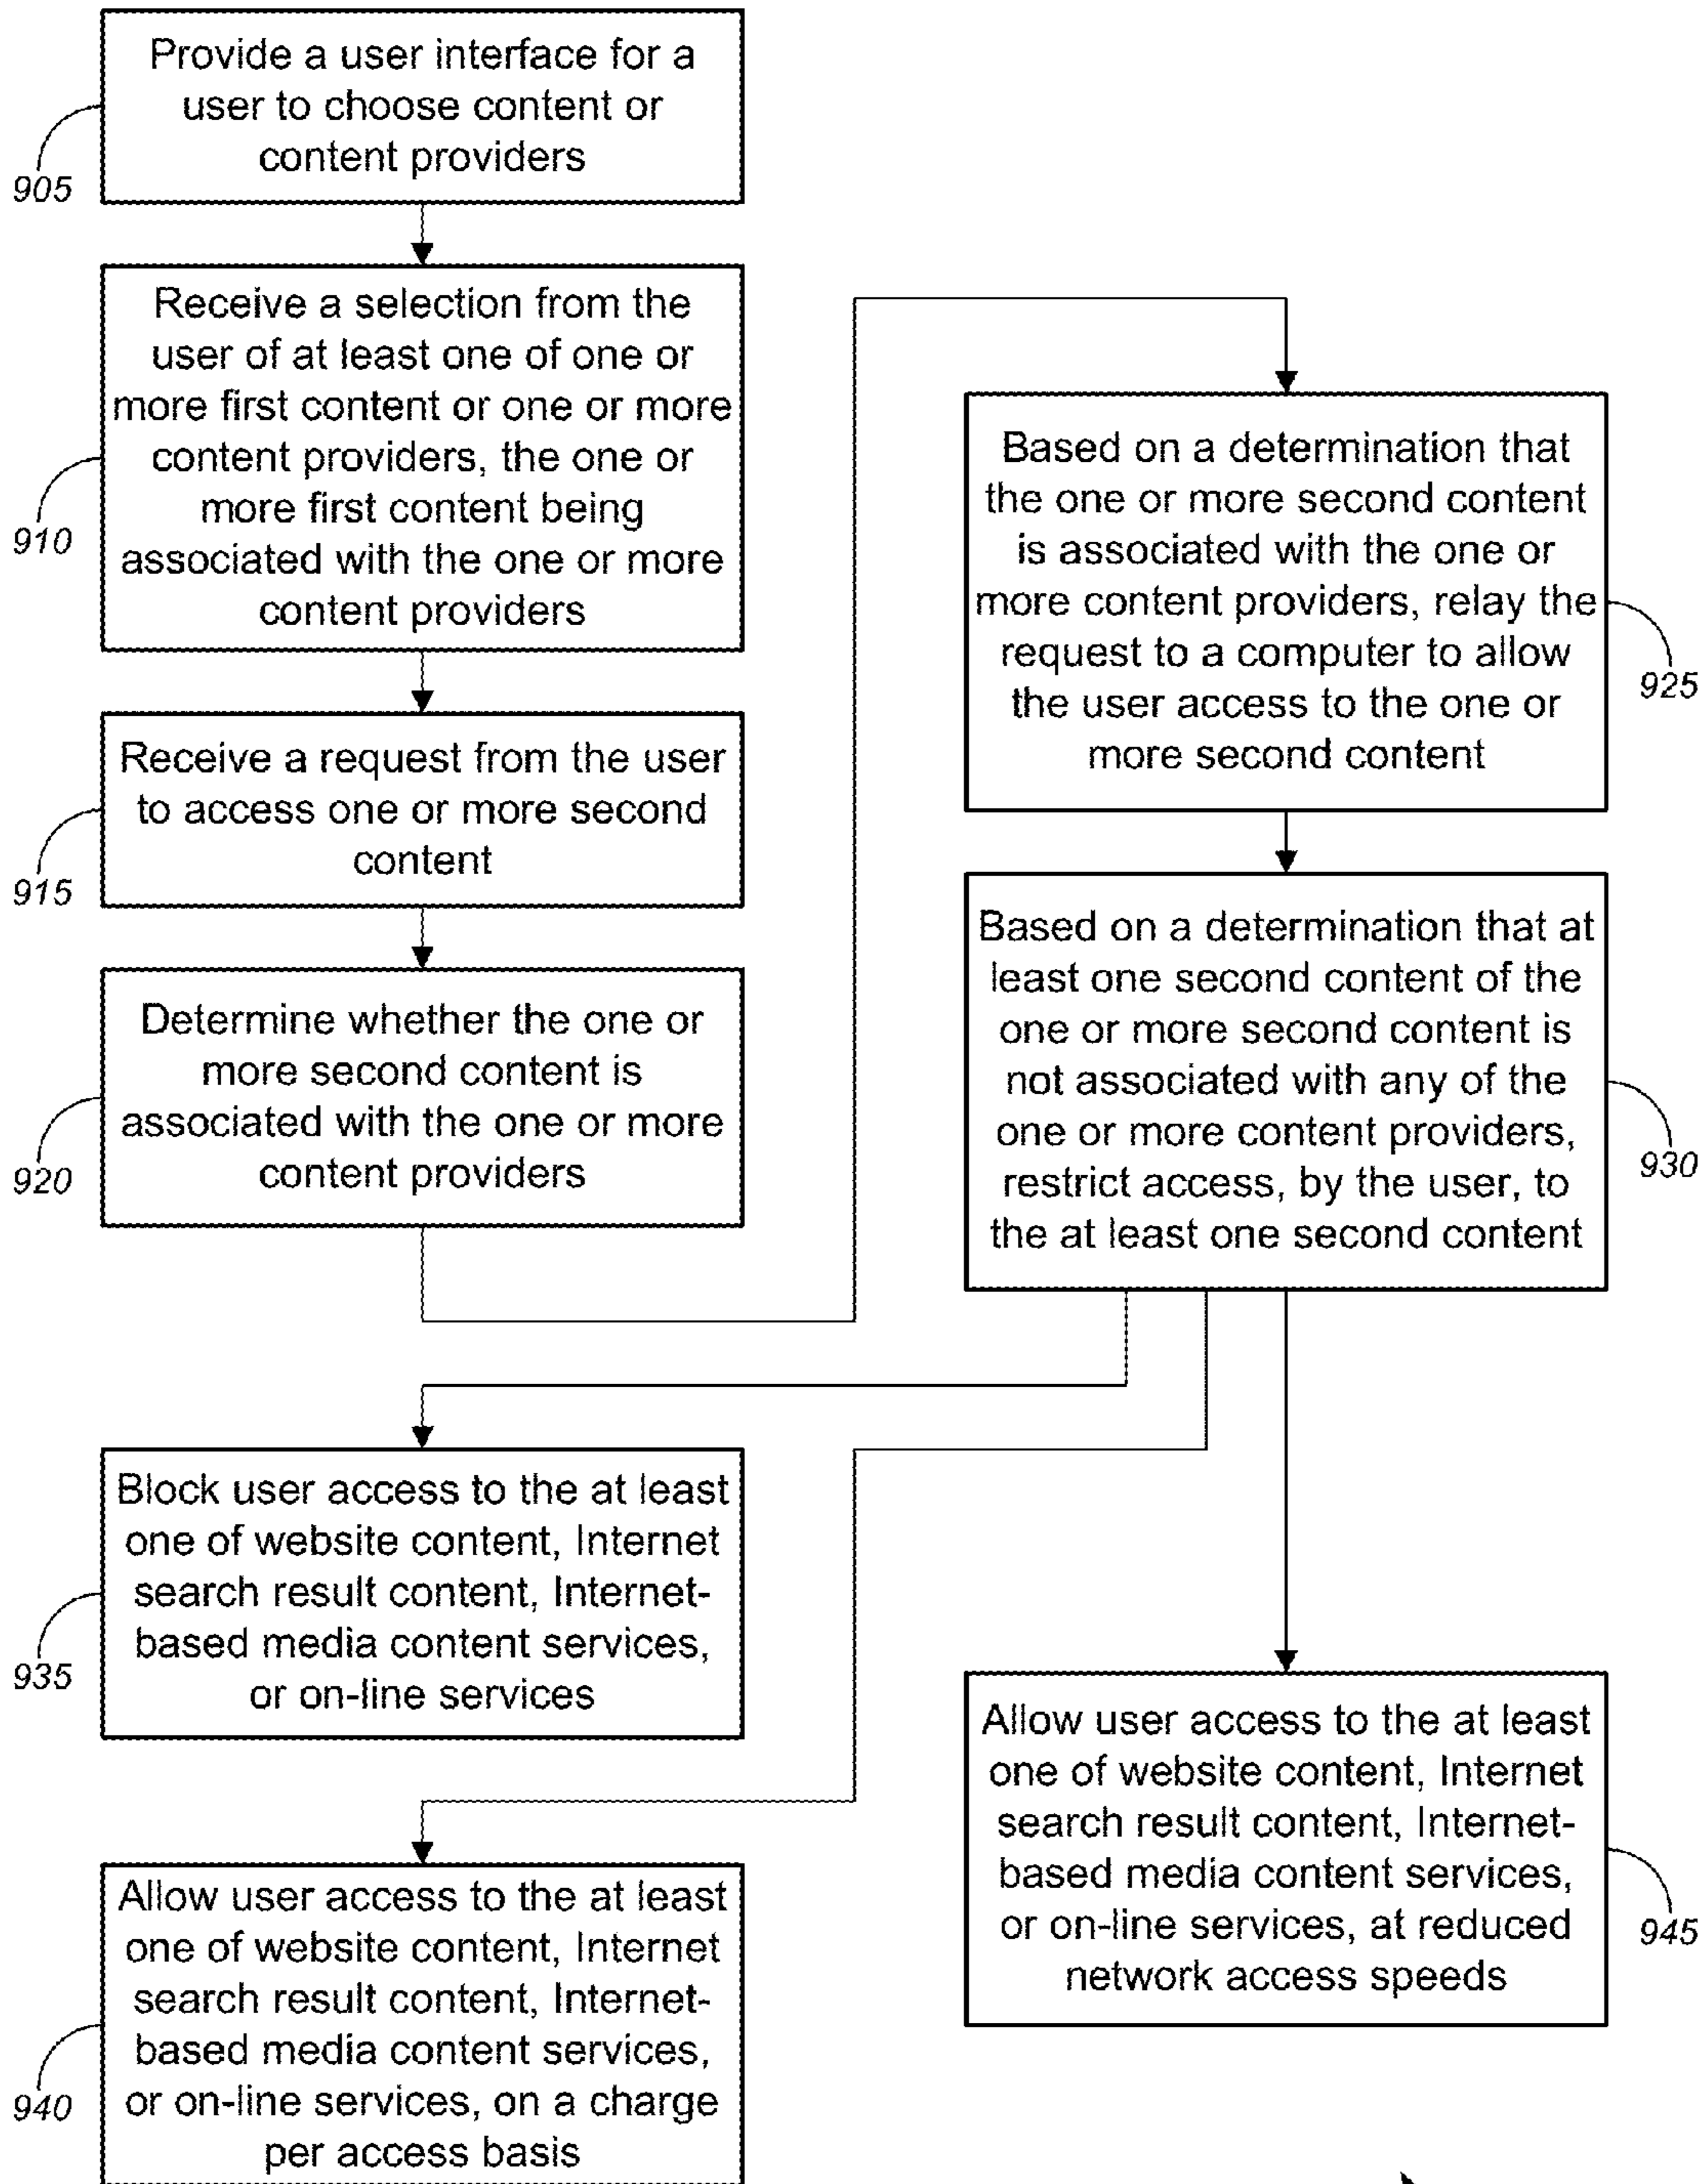 Provide a user interface for a
user to choose content or
content providers
905
Receive a selection from the
user of at least one of one or
more first content or one or more
content providers, the one or
more first content being
associated with the one or more
content providers
910
Receive a request from the user
to access one or more second
content
915
Determine whether the one or
more second content is
associated with the one or more
content providers
920
Based on a determination that
the one or more second content
is associated with the one or
more content providers, relay the
request to a computer to allow
the user access to the one or
more second content
925
Based on a determination that at
least one second content of the
one or more second content is
not associated with any of the
one or more content providers,
restrict access, by the user, to
the at least one second content
930
Block user access to the at least
one of website content, Internet
search result content, Internet-
based media content services,
or on-line services
935
Allow user access to the at least
one of website content, Internet
search result content, Internet-
based media content services,
or on-line services, on a charge
per access basis
940
Allow user access to the at least
one of website content, Internet
search result content, Internet-
based media content services,
or on-line services, at reduced
network access speeds
945